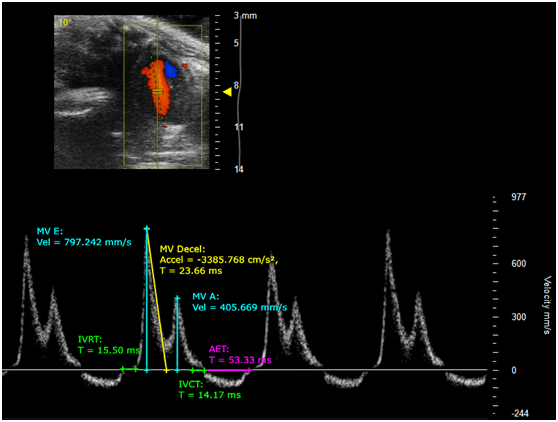 10°
3 mm
5
8
11
14
977
MV E:
Vel = 797.242 mm/s
MV Decel:
Accel = -3385.768 cm/s²,
T = 23.66 ms
600
MV A:
Vel = 405.669 mm/s
300
Velocity mm/s
IVRT:
T = 15.50 ms
AET:
T = 53.33 ms
0
IVCT:
T = 14.17 ms
-244